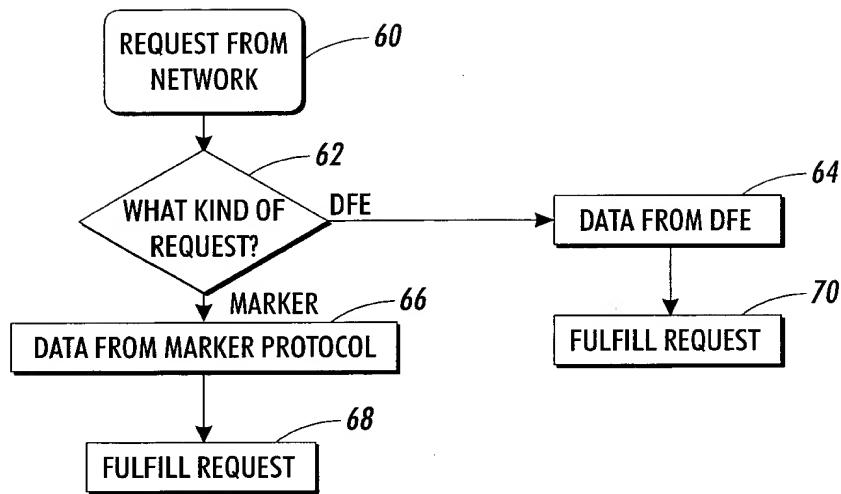 REQUEST FROM
NETWORK
60
62
WHAT KIND OF
REQUEST?
DFE
64
DATA FROM DFE
MARKER
66
DATA FROM MARKER PROTOCOL
70
FULFILL REQUEST
68
FULFILL REQUEST